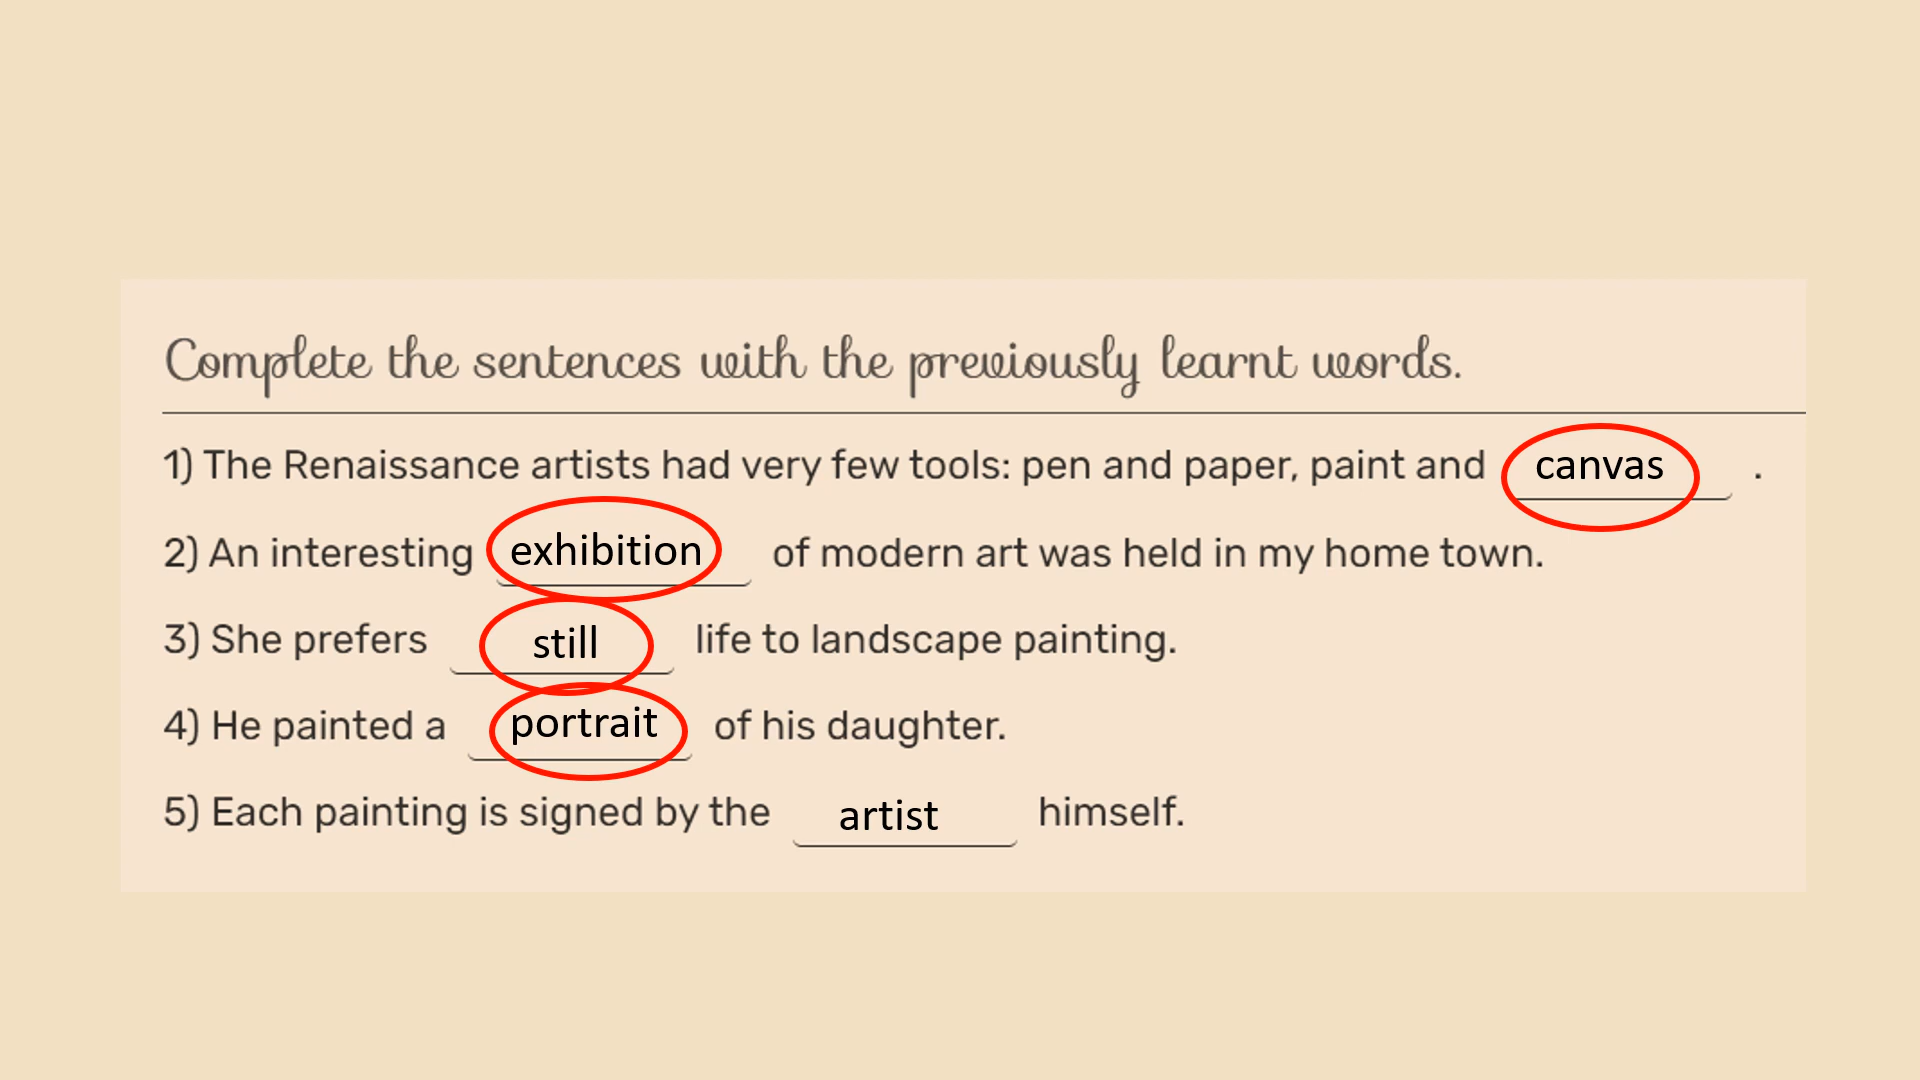 Complete the sentences with the previously learnt words.
1) The Renaissance artists had very few tools: pen and paper, paint and canvas .
2) An interesting exhibition of modern art was held in my home town.
3) She prefers still life to landscape painting.
4) He painted a portrait of his daughter.
5) Each painting is signed by the artist himself.